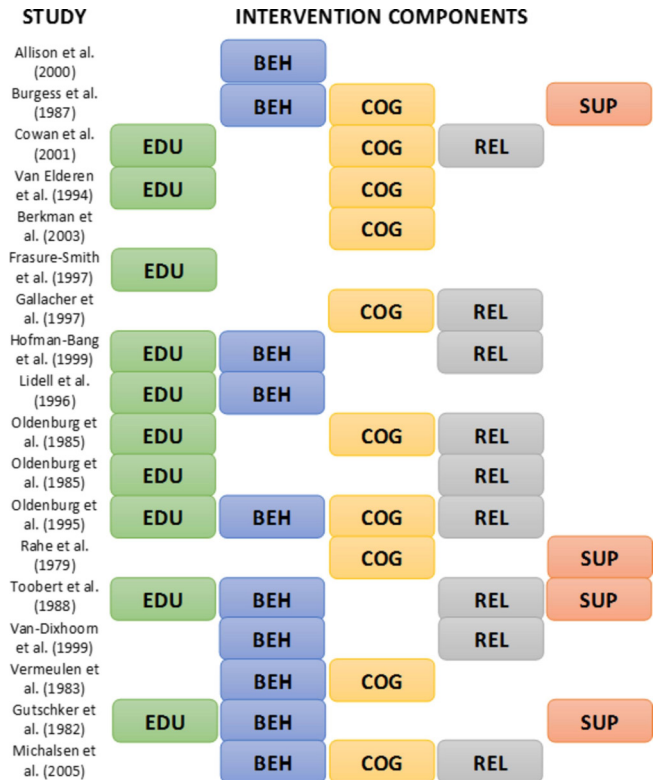 STUDY INTERVENTION COMPONENTS
Allison et al.
(2000)
BEH
Burgess et al.
(1987)
BEH COG SUP
Cowan et al.
(2001)
EDU COG REL
Van Elderen
et al. (1994)
EDU COG
Berkman et
al. (2003)
COG
Frasure-Smith
et al. (1997)
EDU
Gallacher et
al. (1997)
COG REL
Hofman-Bang
et al. (1999)
EDU BEH REL
Lidell et al.
(1996)
EDU BEH
Oldenburg et
al. (1985)
EDU COG REL
Oldenburg et
al. (1985)
EDU REL
Oldenburg et
al. (1995)
EDU BEH COG REL
Rahe et al.
(1979)
COG SUP
Toobert et al.
(1988)
EDU BEH REL SUP
Van-Dixhoorn
et al. (1999)
BEH REL
Vermeulen et
al. (1983)
BEH COG
Gutschker et
al. (1982)
EDU BEH SUP
Michalsen et
al. (2005)
BEH COG REL